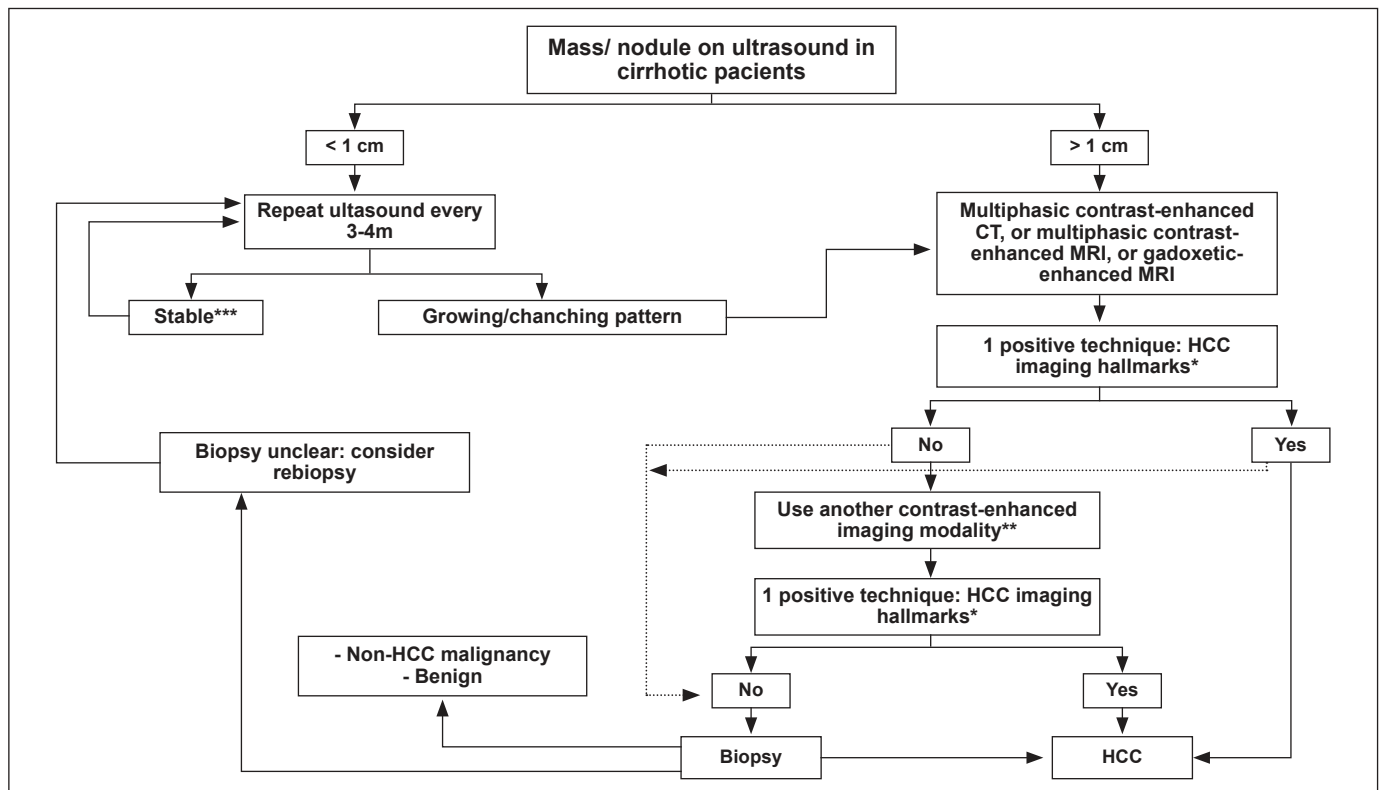 Mass/ nodule on ultrasound in
cirrhotic pacients
< 1 cm
> 1 cm
Repeat ultasound every
3-4m
Multiphasic contrast-enhanced
CT, or multiphasic contrast-
enhanced MRI, or gadoxetic-
enhanced MRI
Stable***
Growing/chanching pattern
1 positive technique: HCC
imaging hallmarks*
No
Yes
Biopsy unclear: consider
rebiopsy
Use another contrast-enhanced
imaging modality**
1 positive technique: HCC imaging
hallmarks*
- Non-HCC malignancy
- Benign
No
Yes
Biopsy
HCC